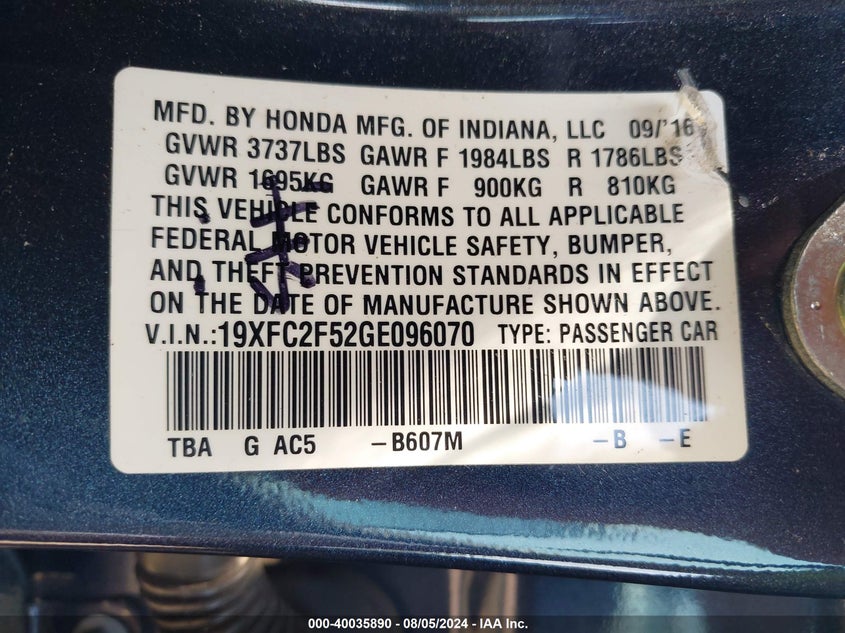 MFD. BY HONDA MFG. OF INDIANA, LLC 09/'16
GVWR 3737LBS GAWR F 1984LBS R 1786LBS
GVWR 1695KG GAWR F 900KG R 810KG
THIS VEHICLE CONFORMS TO ALL APPLICABLE
FEDERAL MOTOR VEHICLE SAFETY, BUMPER,
AND THEFT PREVENTION STANDARDS IN EFFECT
ON THE DATE OF MANUFACTURE SHOWN ABOVE.
V.I.N.:19XFC2F52GE096070 TYPE: PASSENGER CAR
TBA G AC5 -B607M -B -E
000-40035890 - 08/05/2024 - IAA Inc.